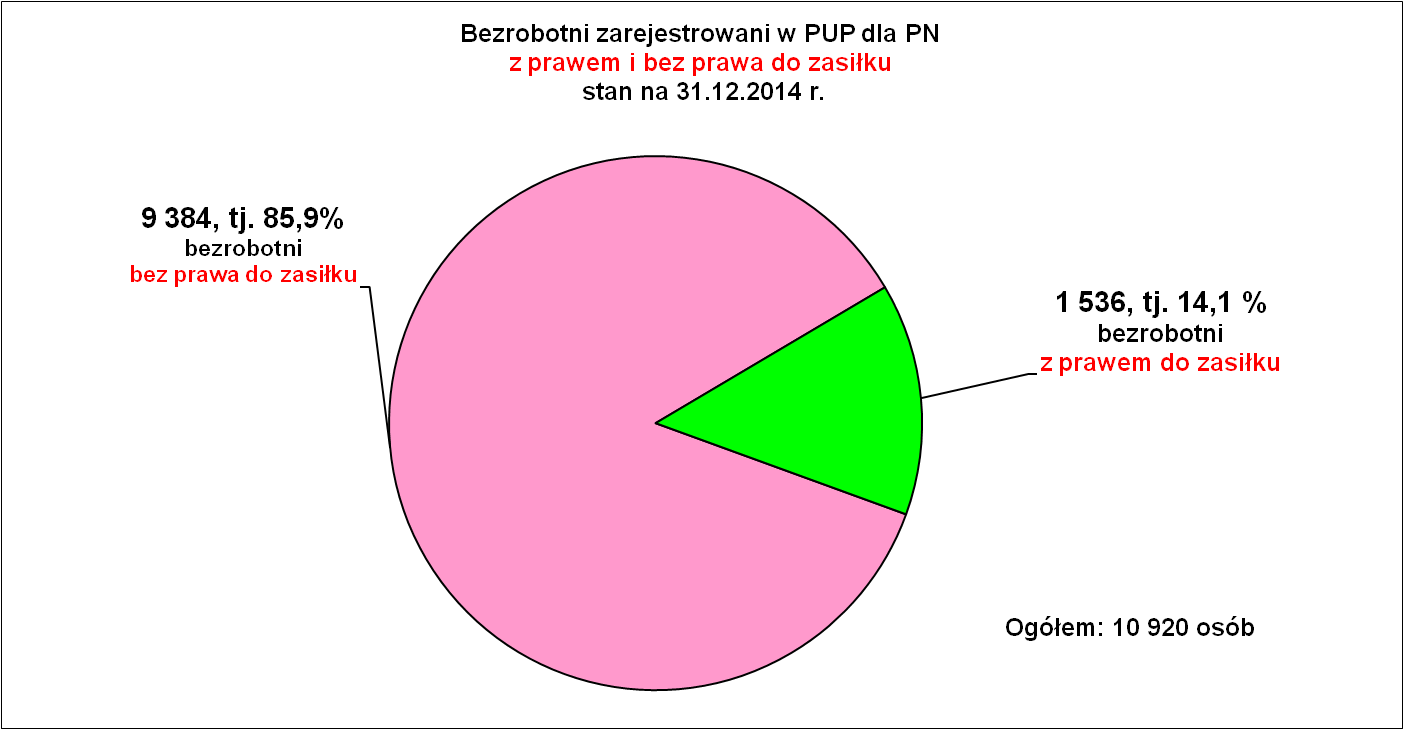 Bezrobotni zarejestrowani w PUP dla PN
z prawem i bez prawa do zasiłku
stan na 31.12.2014 r.
9 384, tj. 85,9%
bezrobotni
bez prawa do zasiłku
1 536, tj. 14,1 %
bezrobotni
z prawem do zasiłku
Ogółem: 10 920 osób